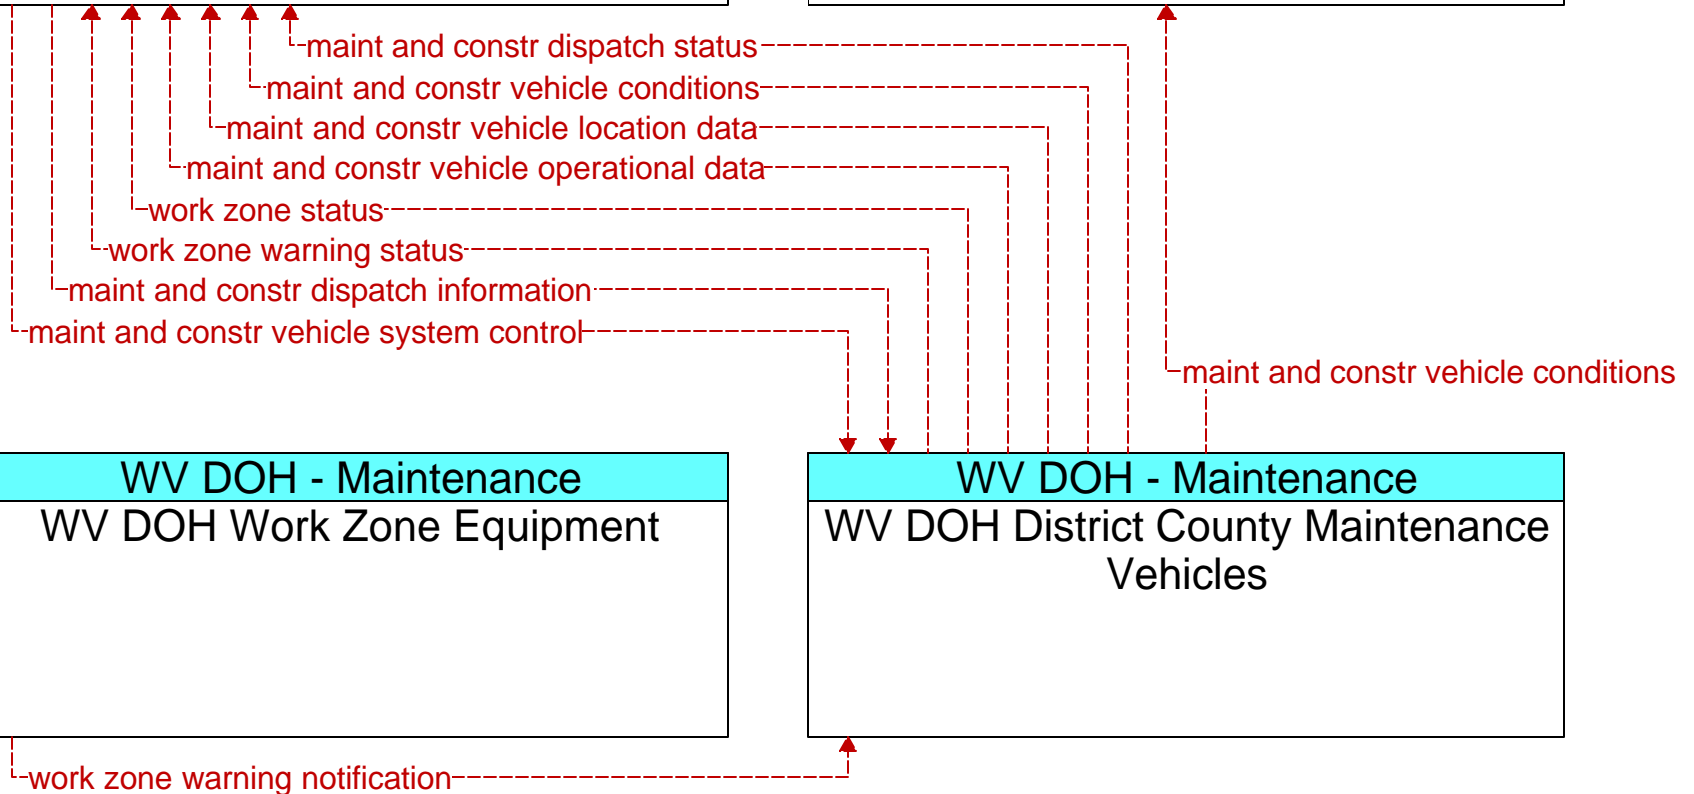 maint and constr dispatch status
maint and constr vehicle conditions
maint and constr vehicle location data
maint and constr vehicle operational data
work zone status
work zone warning status
maint and constr dispatch information
maint and constr vehicle system control
maint and constr vehicle conditions
WV DOH - Maintenance
WV DOH Work Zone Equipment
WV DOH - Maintenance
WV DOH District County Maintenance
Vehicles
work zone warning notification